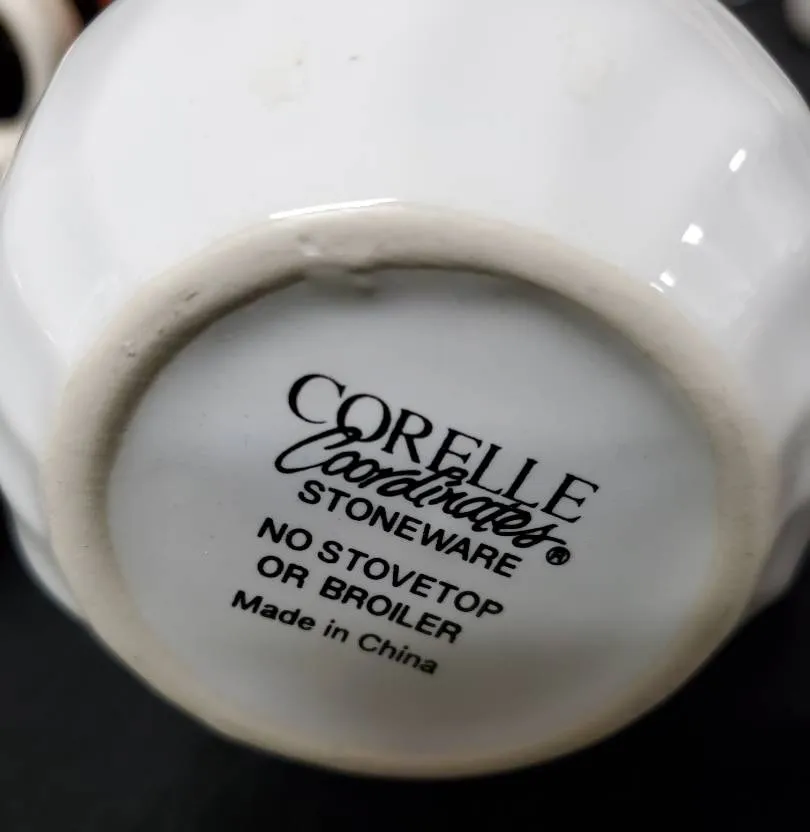 CORELLE
Coordinates®
STONEWARE
NO STOVETOP
OR BROILER
Made in China